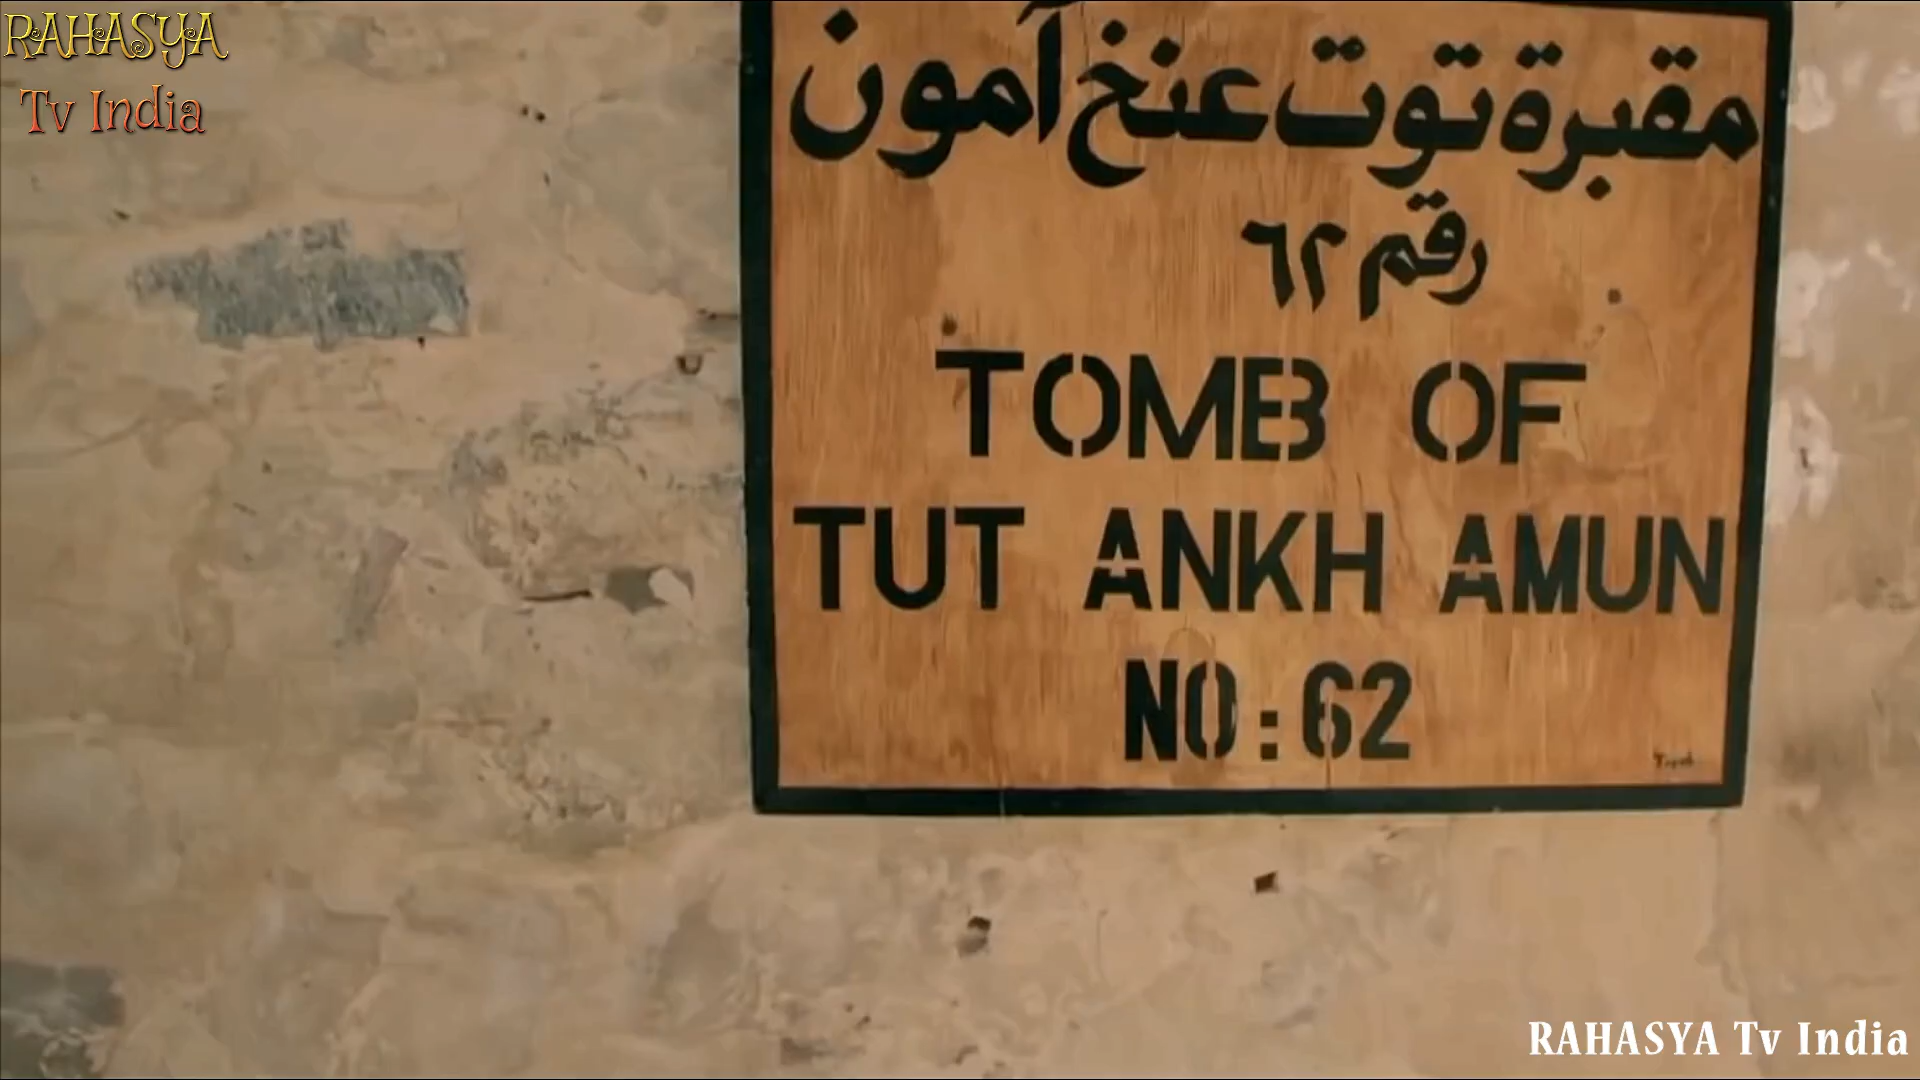 RAHASYA
Tv India
مقبرة توت عنخ آمون
رقم ٦٢
TOMB OF
TUT ANKH AMUN
NO: 62
RAHASYA Tv India